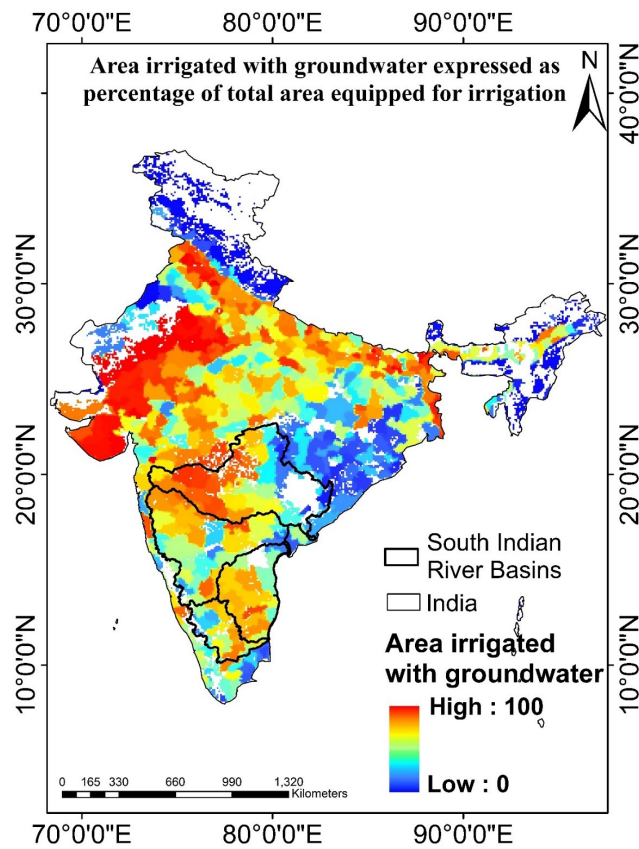 70°0'0"E 80°0'0"E 90°0'0"E
Area irrigated with groundwater expressed as
percentage of total area equipped for irrigation
N
40°0'0"N
30°0'0"N 30°0'0"N
20°0'0"N 20°0'0"N
10°0'0"N 10°0'0"N
South Indian
River Basins
India
Area irrigated
with groundwater
High : 100
Low : 0
0 165 330 660 990 1,320
Kilometers
70°0'0"E 80°0'0"E 90°0'0"E